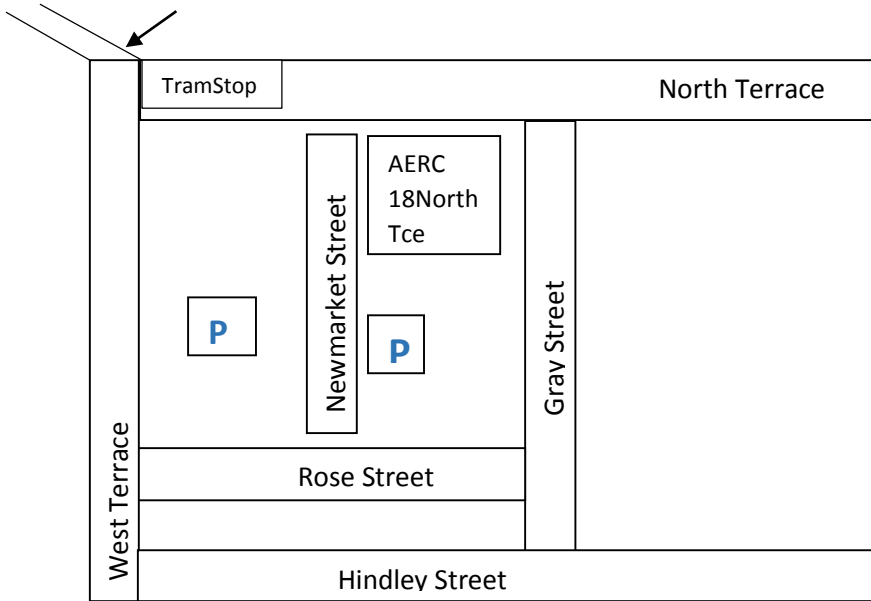 TramStop
North Terrace
AERC
18North
Tce
Newmarket Street
P
P
Gray Street
West Terrace
Rose Street
Hindley Street